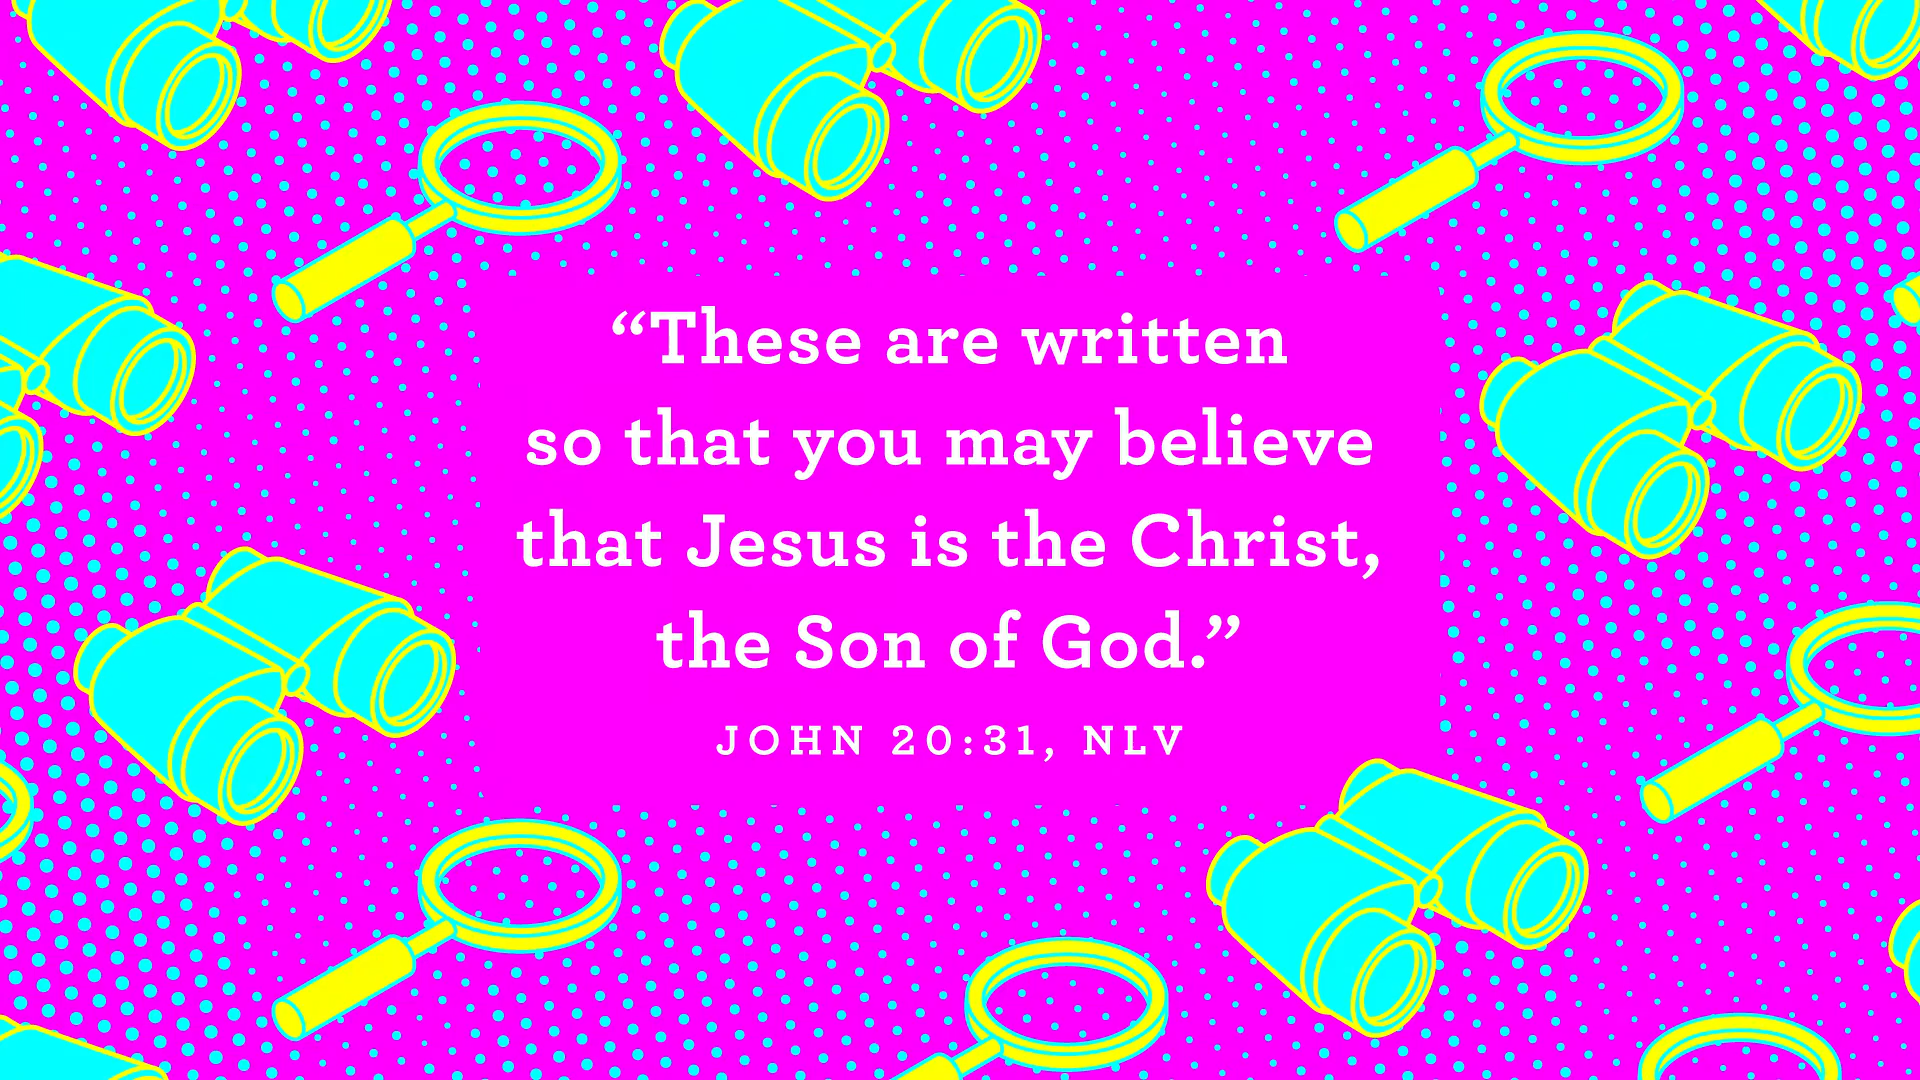 “These are written
so that you may believe
that Jesus is the Christ,
the Son of God.”
JOHN 20:31, NLV